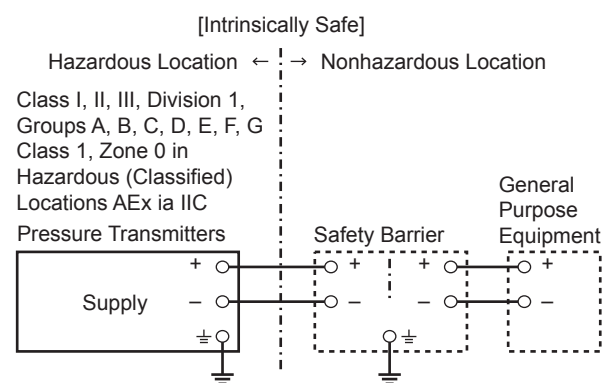 [Intrinsically Safe]
Hazardous Location ← → Nonhazardous Location
Class I, II, III, Division 1,
Groups A, B, C, D, E, F, G
Class 1, Zone 0 in
Hazardous (Classified)
Locations AEx ia IIC
Pressure Transmitters
Supply
+
–
Safety Barrier
+ +
– –
General
Purpose
Equipment
+
–